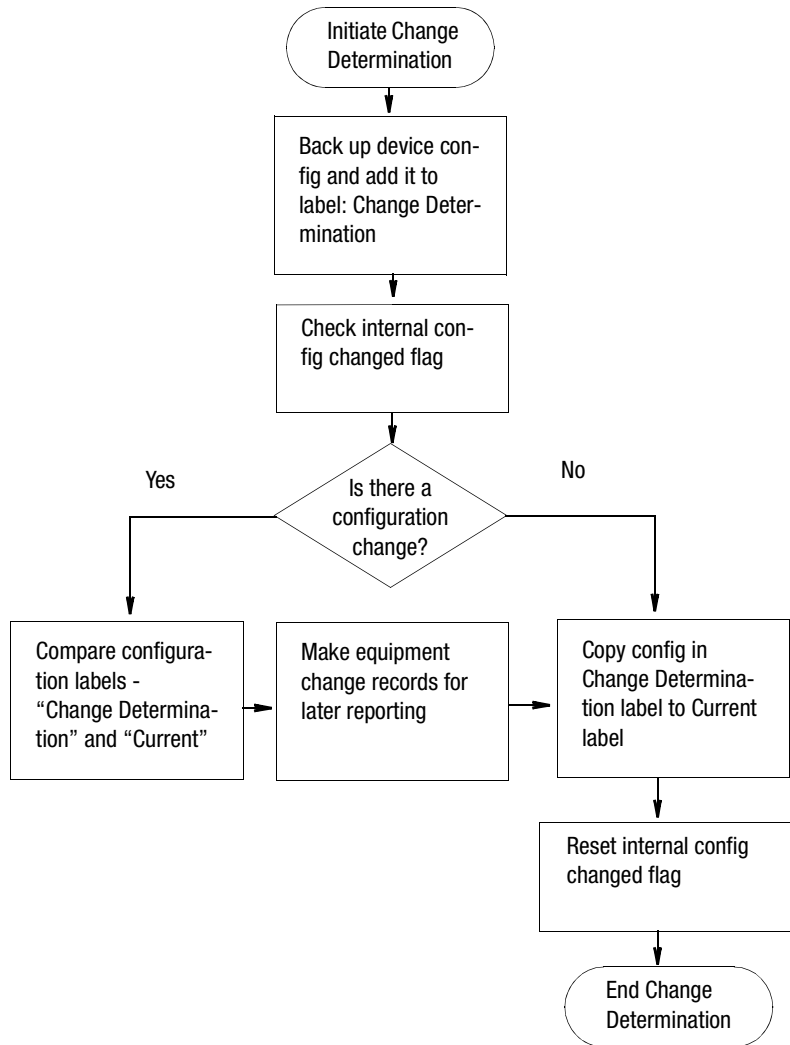 Initiate Change
Determination
Back up device con-
fig and add it to
label: Change Deter-
mination
Check internal con-
fig changed flag
Is there a
configuration
change?
Yes
No
Compare configura-
tion labels -
“Change Determina-
tion” and “Current”
Make equipment
change records for
later reporting
Copy config in
Change Determina-
tion label to Current
label
Reset internal config
changed flag
End Change
Determination